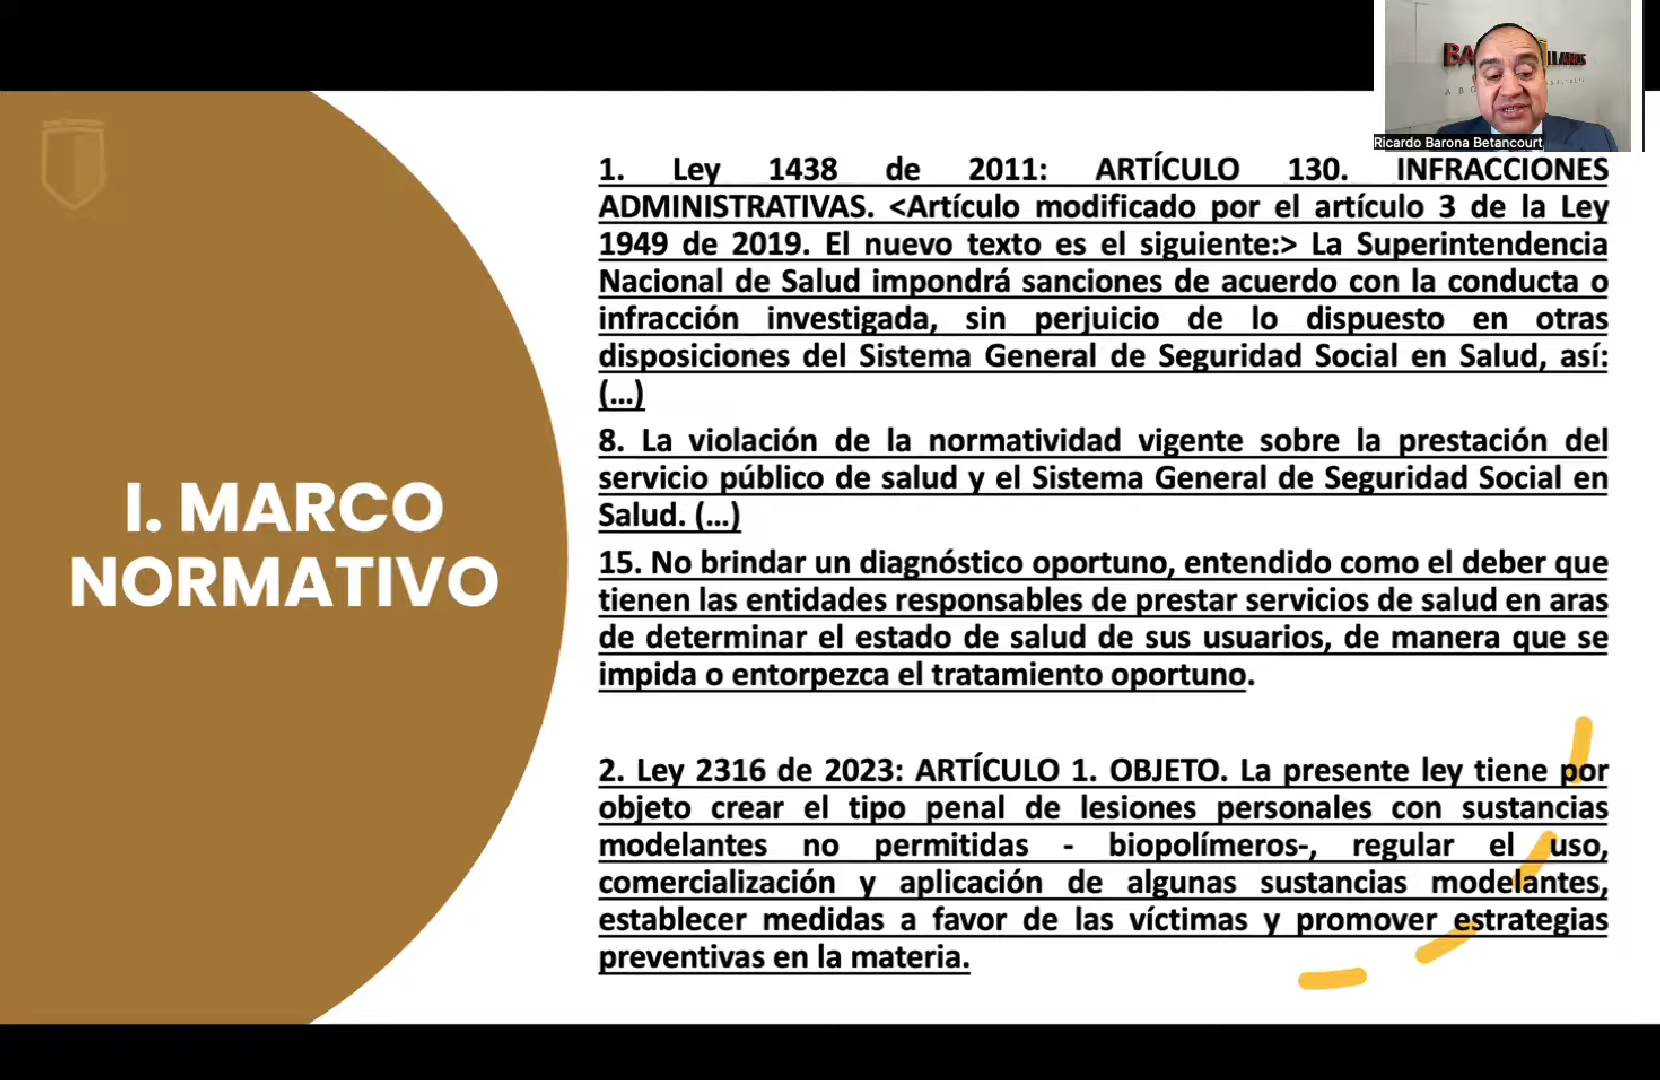 Ricardo Barona Betancourt
I. MARCO
NORMATIVO
1. Ley 1438 de 2011: ARTÍCULO 130. INFRACCIONES
ADMINISTRATIVAS. <Artículo modificado por el artículo 3 de la Ley
1949 de 2019. El nuevo texto es el siguiente:> La Superintendencia
Nacional de Salud impondrá sanciones de acuerdo con la conducta o
infracción investigada, sin perjuicio de lo dispuesto en otras
disposiciones del Sistema General de Seguridad Social en Salud, así:
(...)
8. La violación de la normatividad vigente sobre la prestación del
servicio público de salud y el Sistema General de Seguridad Social en
Salud. (...)
15. No brindar un diagnóstico oportuno, entendido como el deber que
tienen las entidades responsables de prestar servicios de salud en aras
de determinar el estado de salud de sus usuarios, de manera que se
impida o entorpezca el tratamiento oportuno.
2. Ley 2316 de 2023: ARTÍCULO 1. OBJETO. La presente ley tiene por
objeto crear el tipo penal de lesiones personales con sustancias
modelantes no permitidas - biopolímeros-, regular el uso,
comercialización y aplicación de algunas sustancias modelantes,
establecer medidas a favor de las víctimas y promover estrategias
preventivas en la materia.